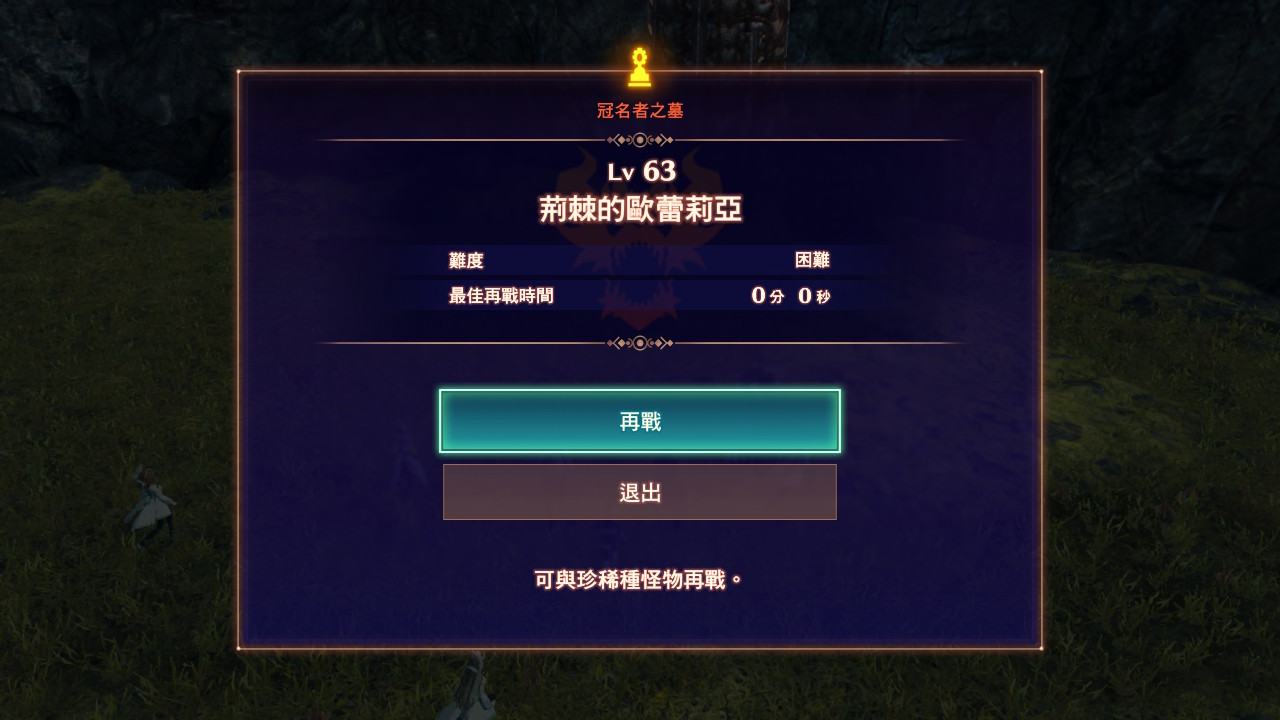 冠名者之墓
Lv 63
荊棘的歐蕾莉亞
難度 困難
最佳再戰時間 0分 0秒
再戰
退出
可與珍稀種怪物再戰。